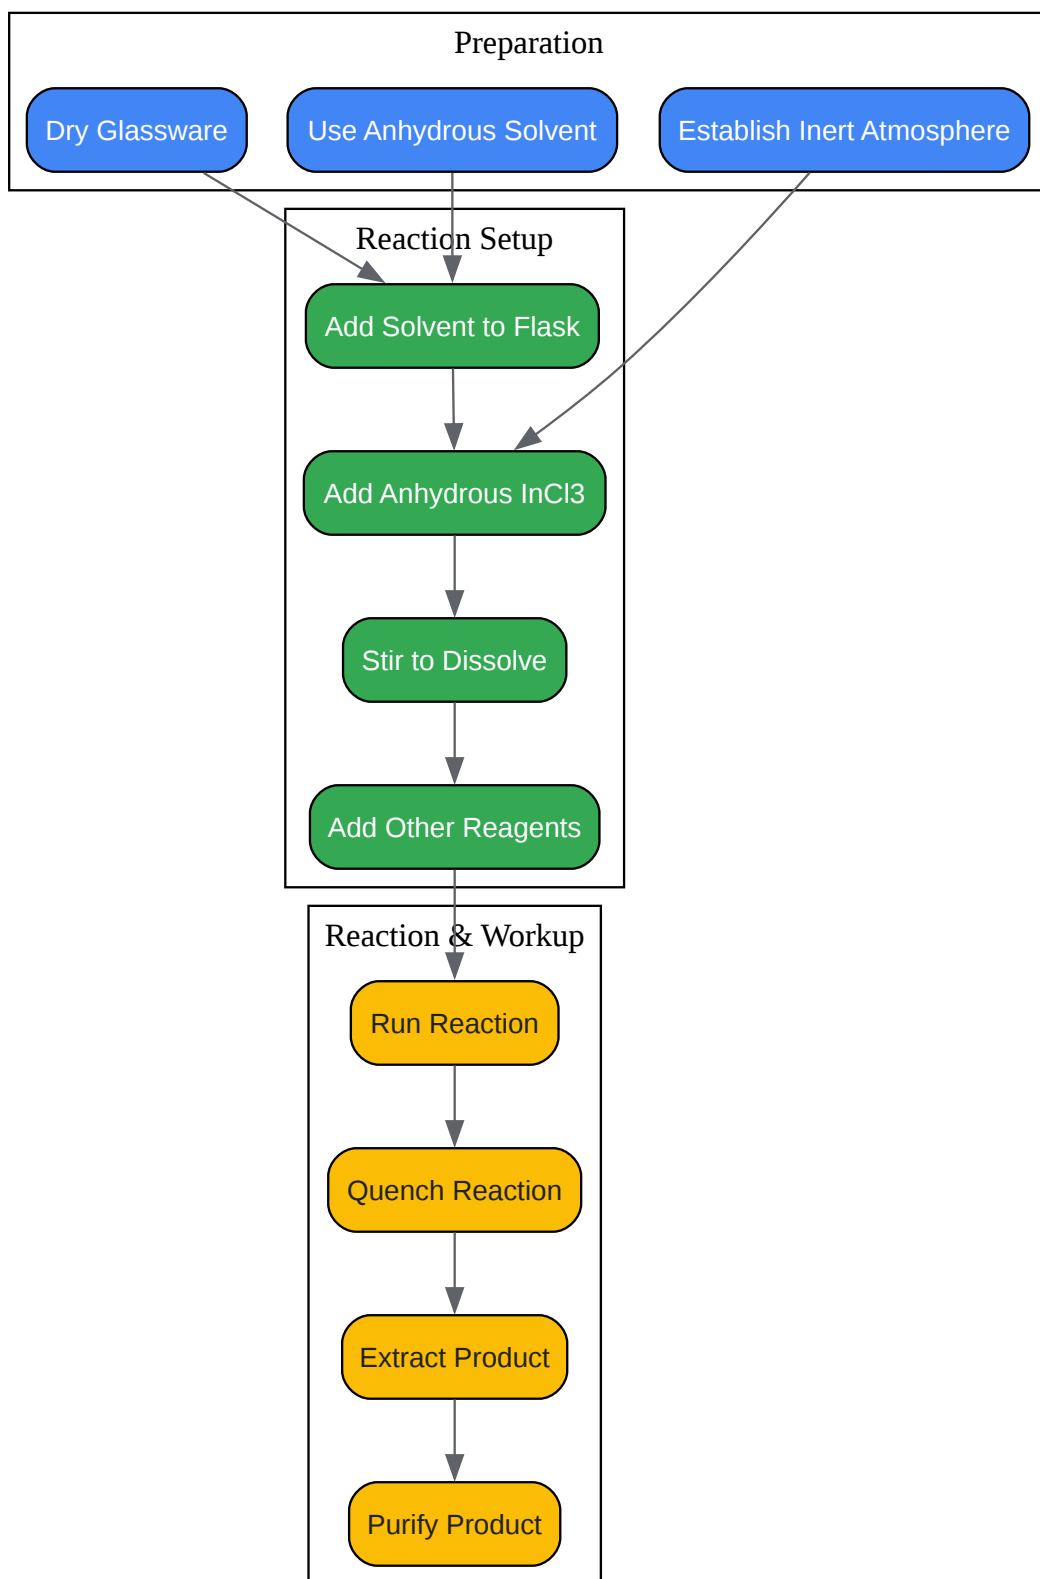 Preparation
Dry Glassware
Use Anhydrous Solvent
Establish Inert Atmosphere
Reaction Setup
Add Solvent to Flask
Add Anhydrous InCl3
Stir to Dissolve
Add Other Reagents
Reaction & Workup
Run Reaction
Quench Reaction
Extract Product
Purify Product